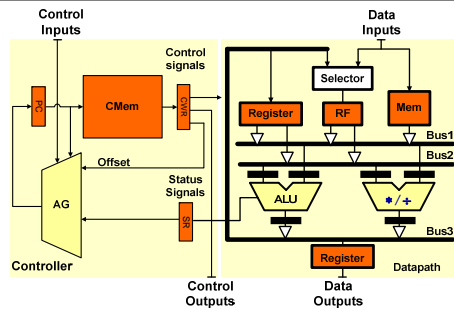 Control
Inputs
Data
Inputs
Control
signals
Selector
PC
CMem
CWR
Register
RF
Mem
Bus1
Bus2
Offset
Status
Signals
AG
ALU
* / +
SR
Bus3
Controller
Register
Datapath
Control
Outputs
Data
Outputs